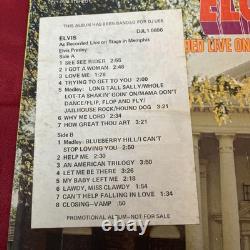 EL
THIS ALBUM HAS BEEN BANDED FOR DJ USE
DJL1 0606
ELVIS
As Recorded Live on Stage in Memphis
Elvis Presley
Side A
1 SEE SEE RIDER 2:56
2 I GOT A WOMAN 2:48
3 LOVE ME 1:26
4 TRYING TO GET TO YOU 2:00
5 Medley: LONG TALL SALLY/WHOLE
LOT-TA SHAKIN' GOIN' ON/MAMA DON'T
DANCE/FLIP, FLOP AND FLY/
JAILHOUSE ROCK/HOUND DOG 3:41
6 WHY ME LORD 2:32
7 HOW GREAT THOU ART 3:31
Side B
1 Medley: BLUEBERRY HILL/I CAN'T
STOP LOVING YOU 2:50
2 HELP ME 2:30
3 AN AMERICAN TRILOGY 3:50
4 LET ME BE THERE 3:36
5 MY BABY LEFT ME 2:18
6 LAWDY, MISS CLAWDY 1:51
7 CAN'T HELP FALLING IN LOVE 1:34
8 CLOSING—VAMP :50
PROMOTIONAL ALBUM-NOT FOR SALE
DED LIVE ON